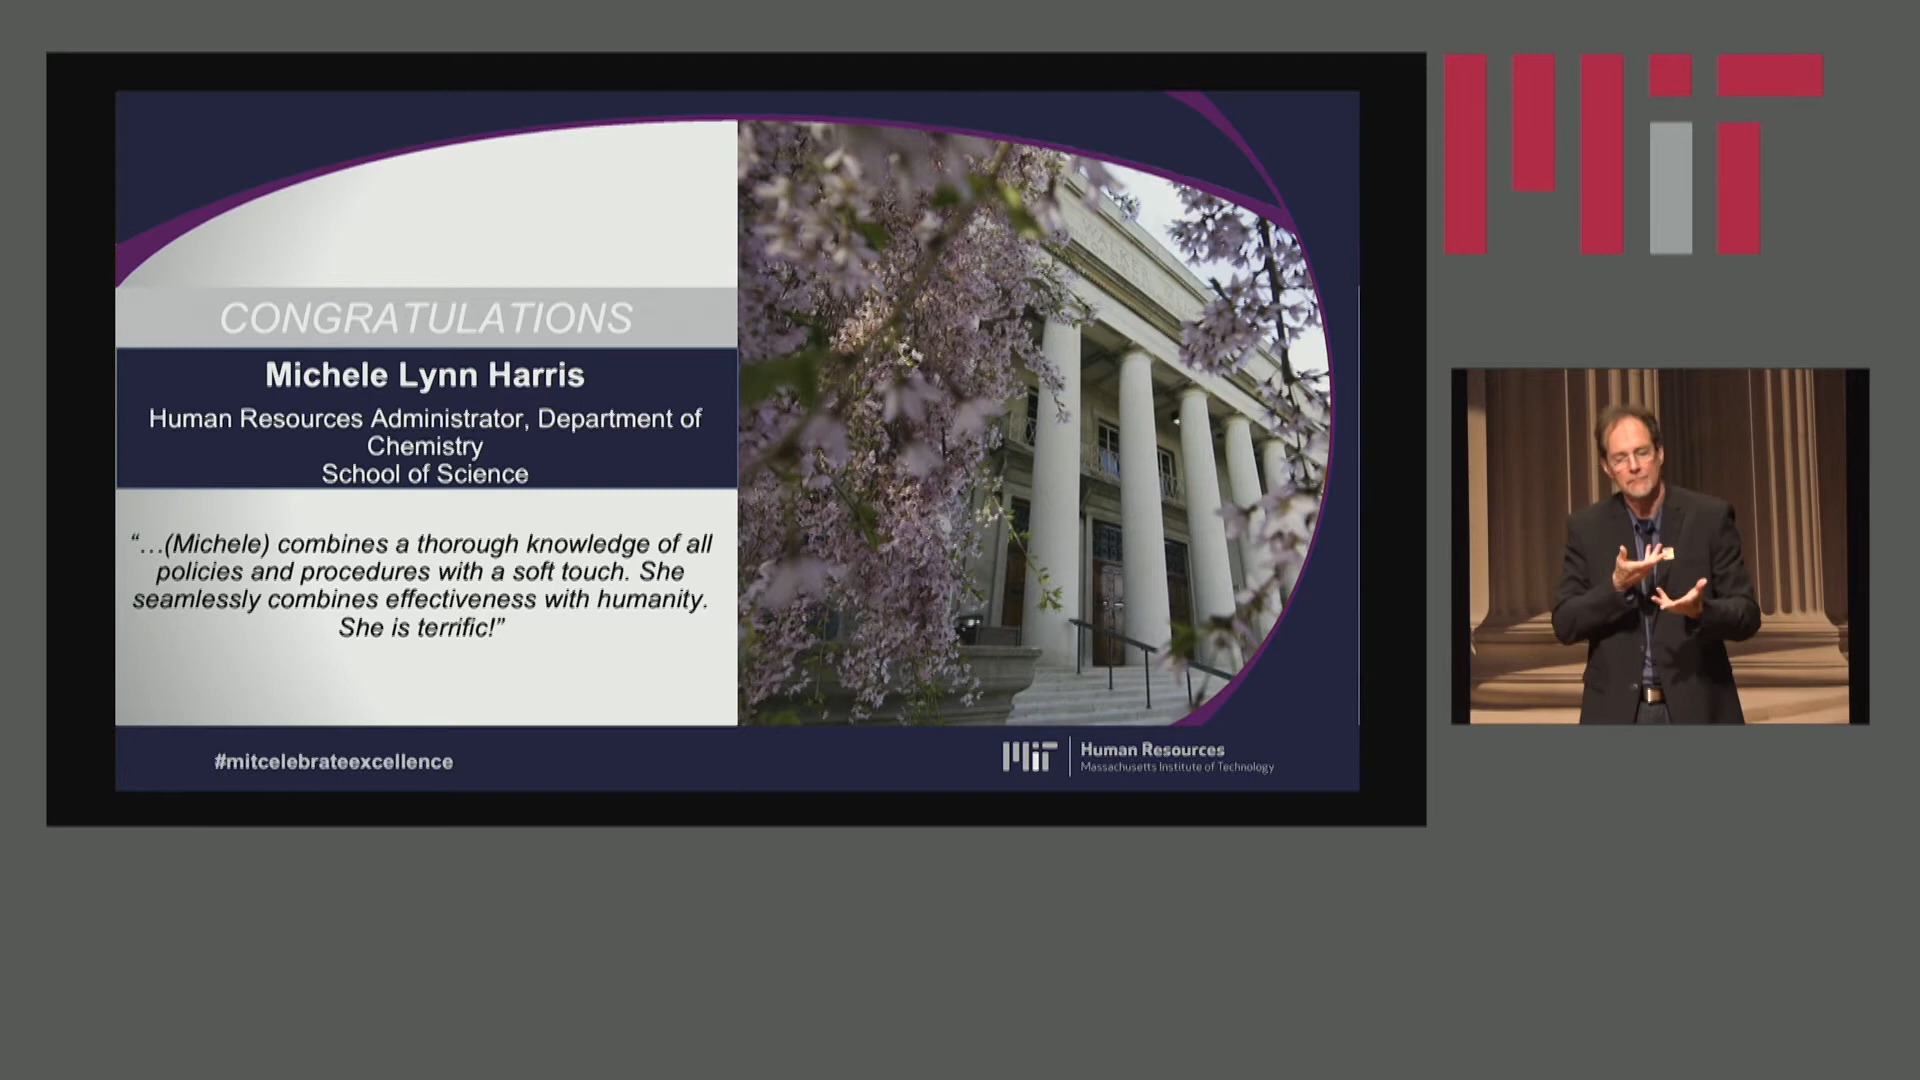 CONGRATULATIONS
Michele Lynn Harris
Human Resources Administrator, Department of
Chemistry
School of Science
“…(Michele) combines a thorough knowledge of all
policies and procedures with a soft touch. She
seamlessly combines effectiveness with humanity.
She is terrific!”
#mitcelebrateexcellence
MIT
Human Resources
Massachusetts Institute of Technology
MIT
WALKER